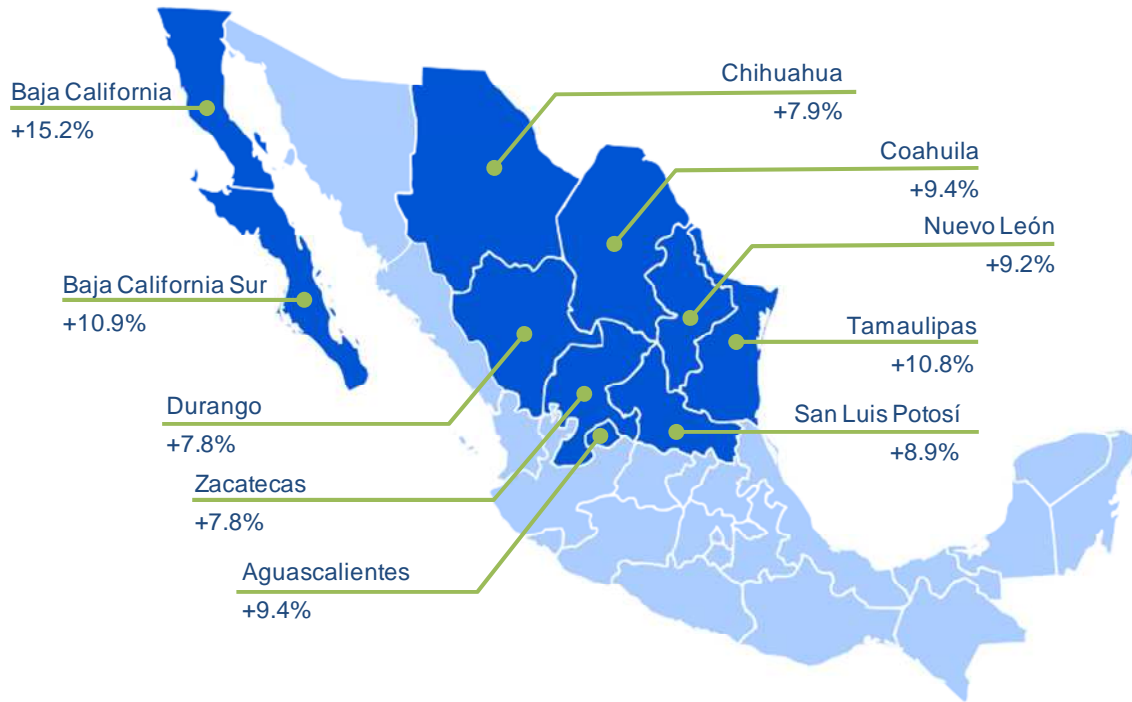 Baja California
+15.2%
Chihuahua
+7.9%
Coahuila
+9.4%
Nuevo León
+9.2%
Baja California Sur
+10.9%
Tamaulipas
+10.8%
Durango
+7.8%
San Luis Potosí
+8.9%
Zacatecas
+7.8%
Aguascalientes
+9.4%